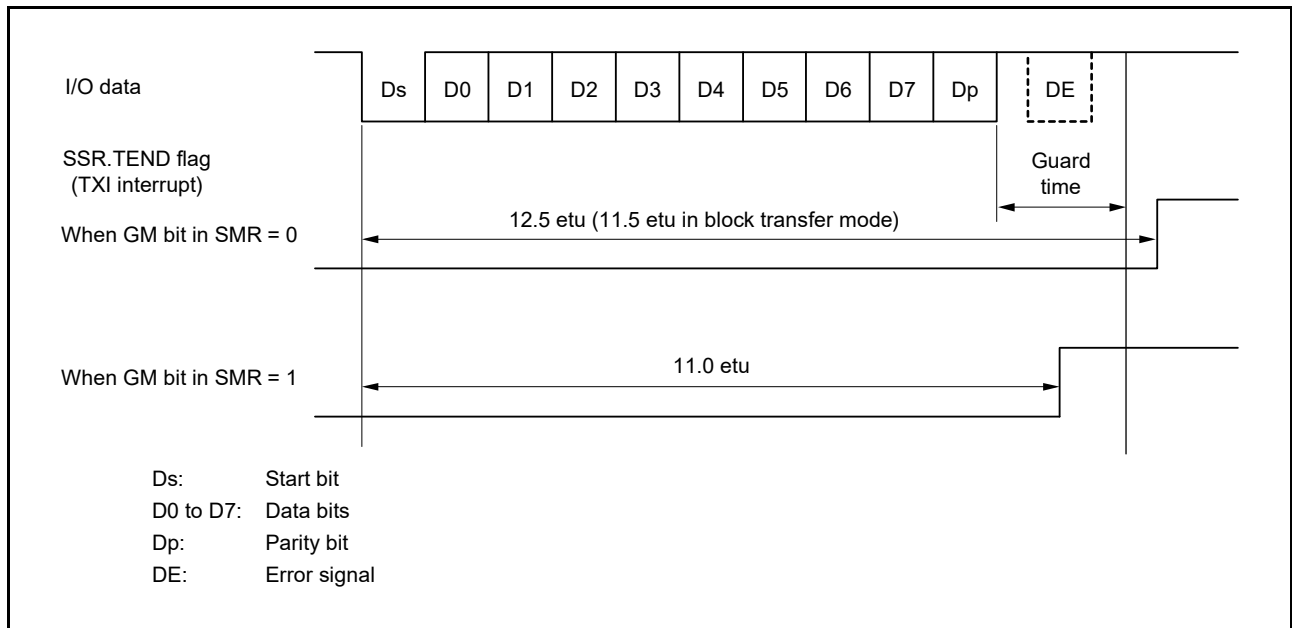 I/O data
Ds D0 D1 D2 D3 D4 D5 D6 D7 Dp DE
SSR.TEND flag
(TXI interrupt)
Guard
time
When GM bit in SMR = 0
12.5 etu (11.5 etu in block transfer mode)
When GM bit in SMR = 1
11.0 etu
Ds: Start bit
D0 to D7: Data bits
Dp: Parity bit
DE: Error signal